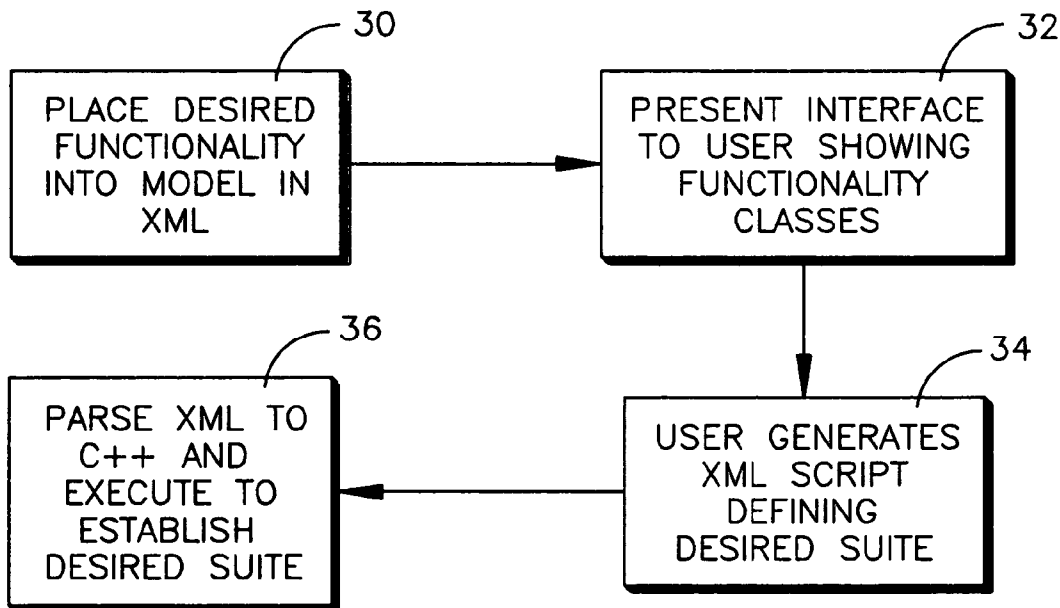 30
PLACE DESIRED
FUNCTIONALITY
INTO MODEL IN
XML
32
PRESENT INTERFACE
TO USER SHOWING
FUNCTIONALITY
CLASSES
34
USER GENERATES
XML SCRIPT
DEFINING
DESIRED SUITE
36
PARSE XML TO
C++ AND
EXECUTE TO
ESTABLISH
DESIRED SUITE